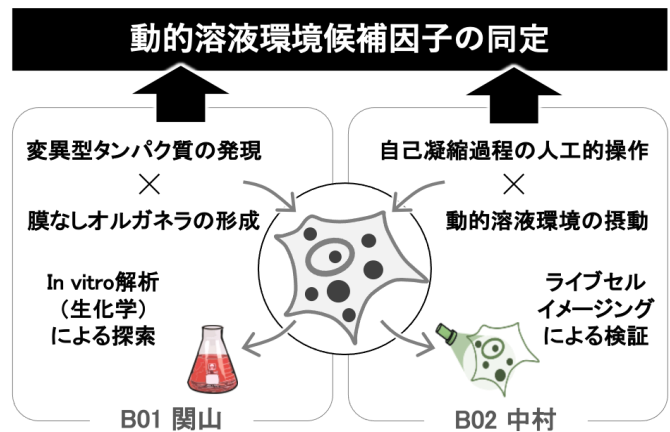 動的溶液環境候補因子の同定
変異型タンパク質の発現
×
膜なしオルガネラの形成
In vitro解析
（生化学）
による探索
B01 関山
自己凝縮過程の人工的操作
×
動的溶液環境の摂動
ライブセル
イメージング
による検証
B02 中村